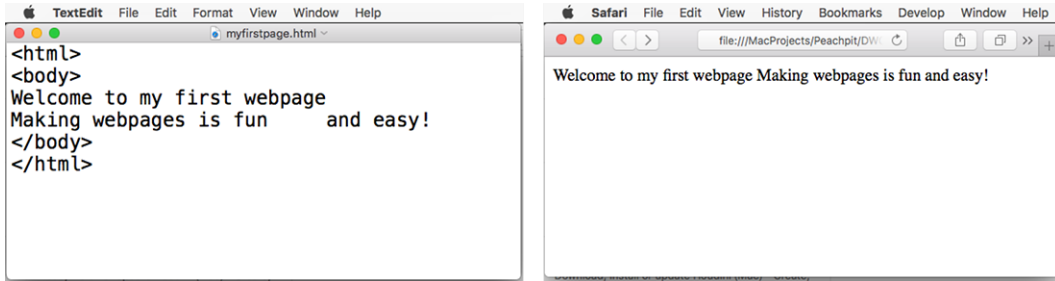 TextEdit File Edit Format View Window Help
myfirstpage.html
<html>
<body>
Welcome to my first webpage
Making webpages is fun     and easy!
</body>
</html>
Safari File Edit View History Bookmarks Develop Window Help
file:///MacProjects/Peachpit/DW
Welcome to my first webpage Making webpages is fun and easy!